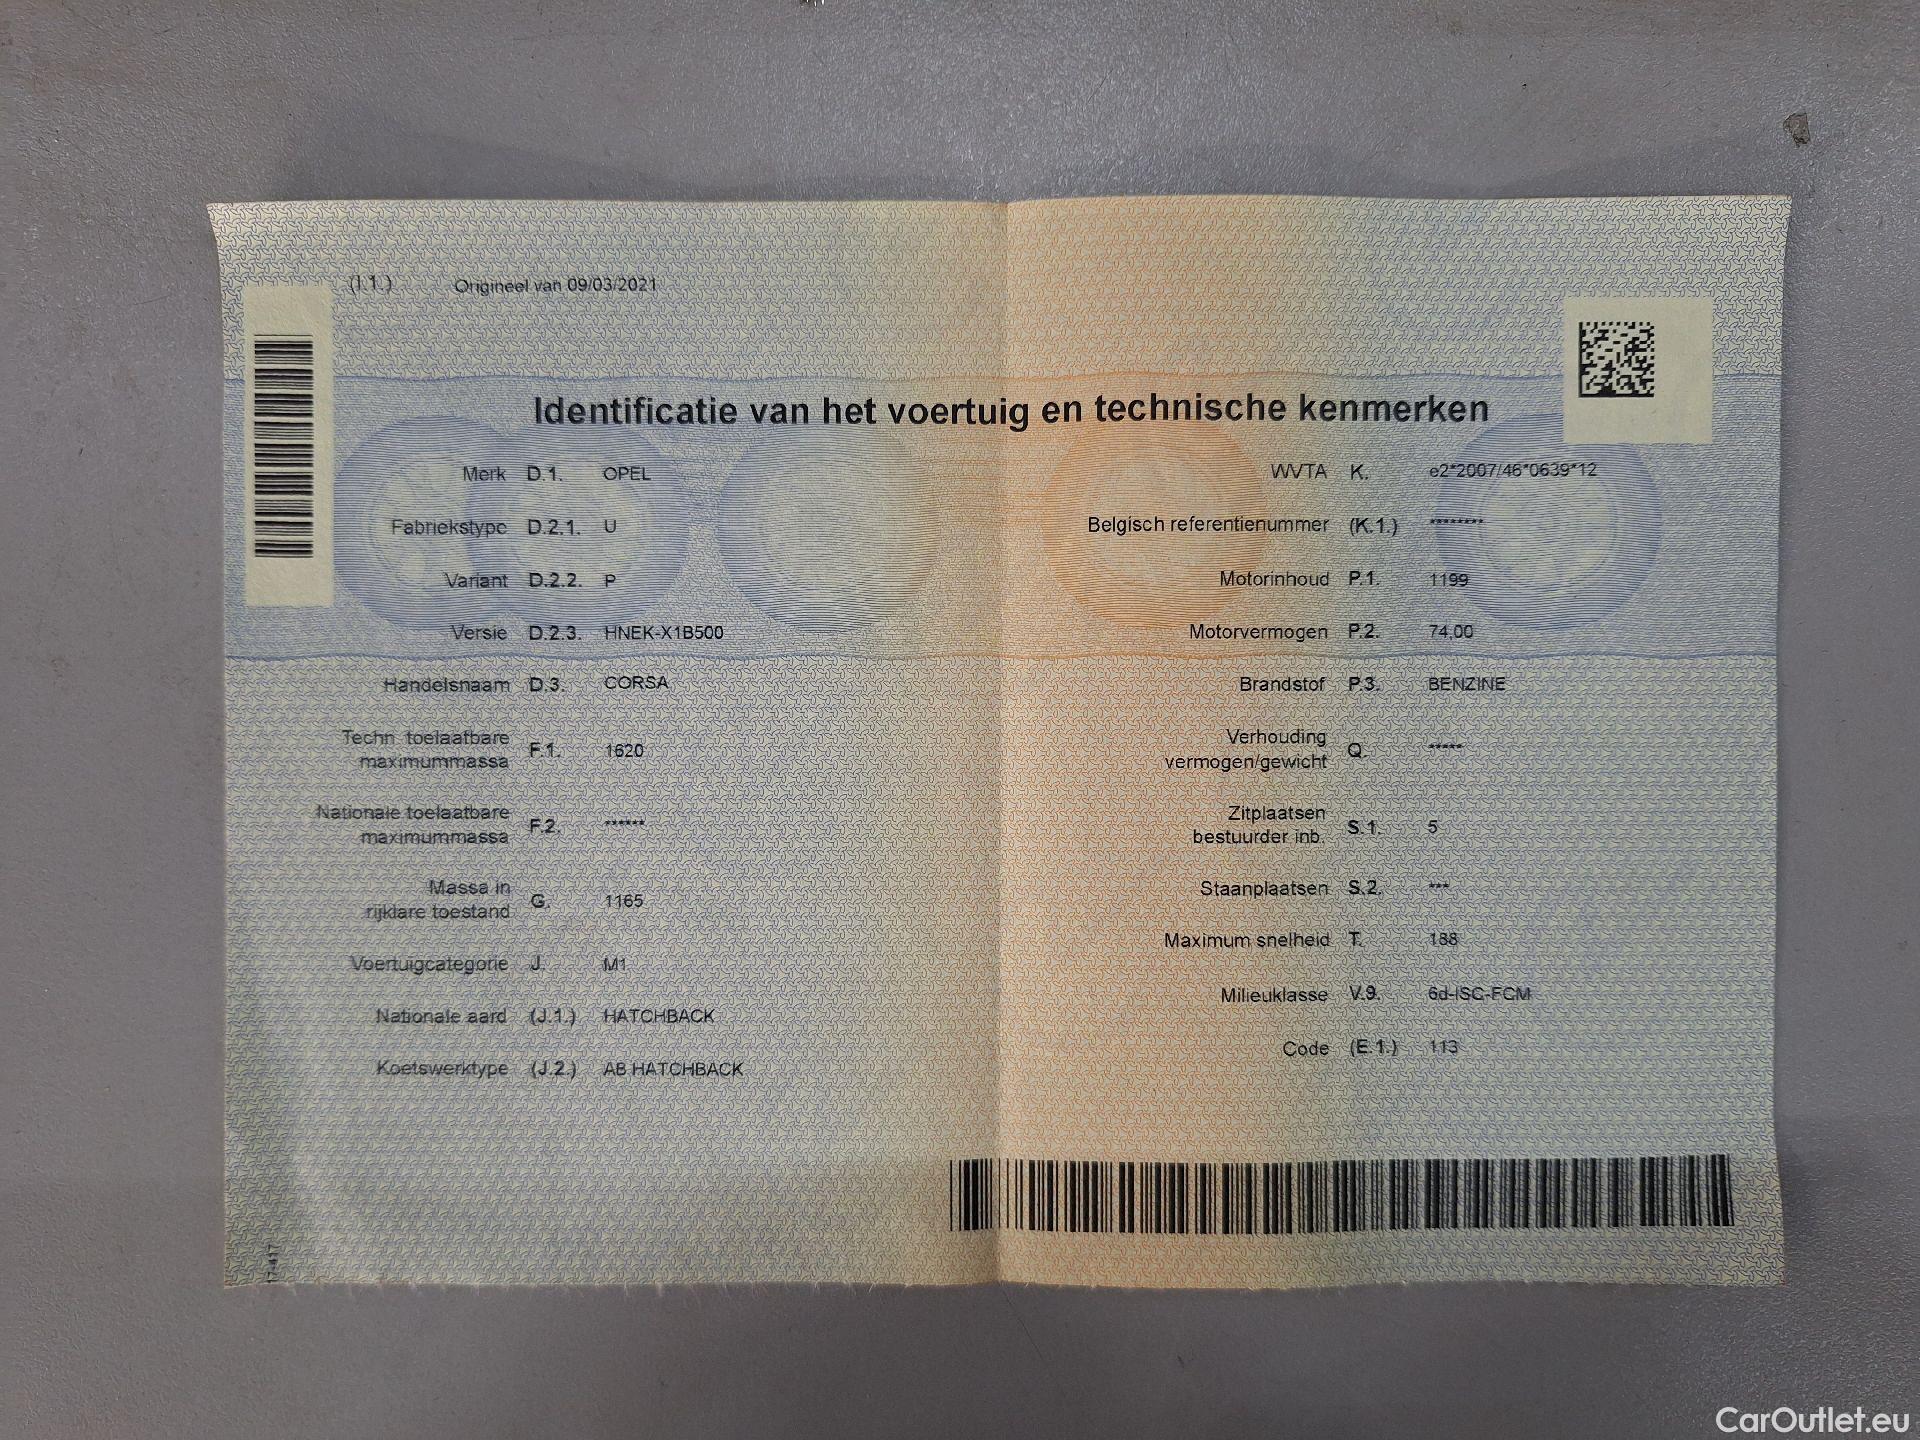 (I.1.) Origineel van 09/03/2021
Identificatie van het voertuig en technische kenmerken
Merk D.1. OPEL
Fabriekstype D.2.1. U
Variant D.2.2. P
Versie D.2.3. HNEK-X1B500
Handelsnaam D.3. CORSA
Techn. toelaatbare
maximummassa F.1. 1620
Nationale toelaatbare
maximummassa F.2. ******
Massa in
rijklare toestand G. 1165
Voertuigcategorie J. M1
Nationale aard (J.1.) HATCHBACK
Koetswerktype (J.2.) AB HATCHBACK
WVTA K. e2*2007/46*0639*12
Belgisch referentienummer (K.1.) ********
Motorinhoud P.1. 1199
Motorvermogen P.2. 74,00
Brandstof P.3. BENZINE
Verhouding
vermogen/gewicht Q. *****
Zitplaatsen
bestuurder inb. S.1. 5
Staanplaatsen S.2. ***
Maximum snelheid T. 188
Milieuklasse V.9. 6d-ISC-FCM
Code (E.1.) 113
17-417
CarOutlet.eu